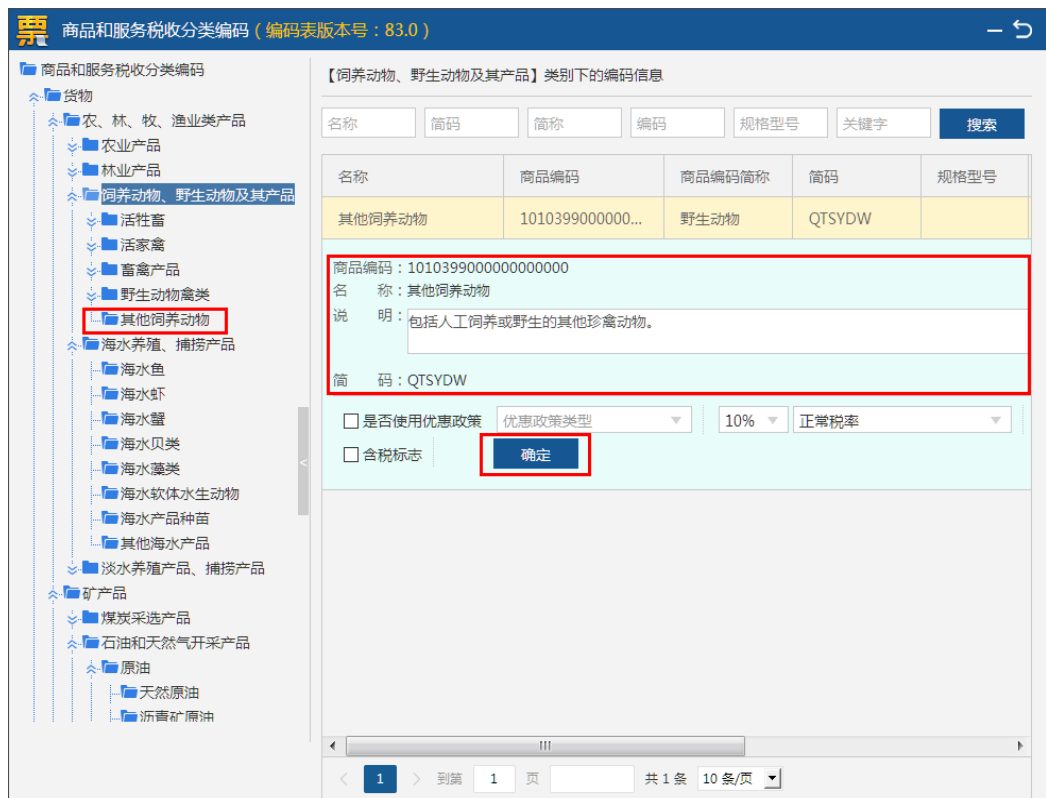 票 商品和服务税收分类编码(编码表版本号:83.0)
商品和服务税收分类编码
货物
农、林、牧、渔业类产品
农业产品
林业产品
饲养动物、野生动物及其产品
活牲畜
活家禽
畜禽产品
野生动物禽类
其他饲养动物
海水养殖、捕捞产品
海水鱼
海水虾
海水蟹
海水贝类
海水藻类
海水软体水生动物
海水产品种苗
其他海水产品
淡水养殖产品、捕捞产品
矿产品
煤炭采选产品
石油和天然气开采产品
原油
天然原油
沥青矿原油
【饲养动物、野生动物及其产品】类别下的编码信息
名称 简码 简称 编码 规格型号 关键字 搜索
名称 商品编码 商品编码简称 简码 规格型号
其他饲养动物 1010399000000... 野生动物 QTSYDW
商品编码:1010399000000000000
名 称:其他饲养动物
说 明:包括人工饲养或野生的其他珍禽动物。
简 码:QTSYDW
是否使用优惠政策 优惠政策类型 10% 正常税率
含税标志 确定
< 1 > 到第 1 页 共 1 条 10 条/页